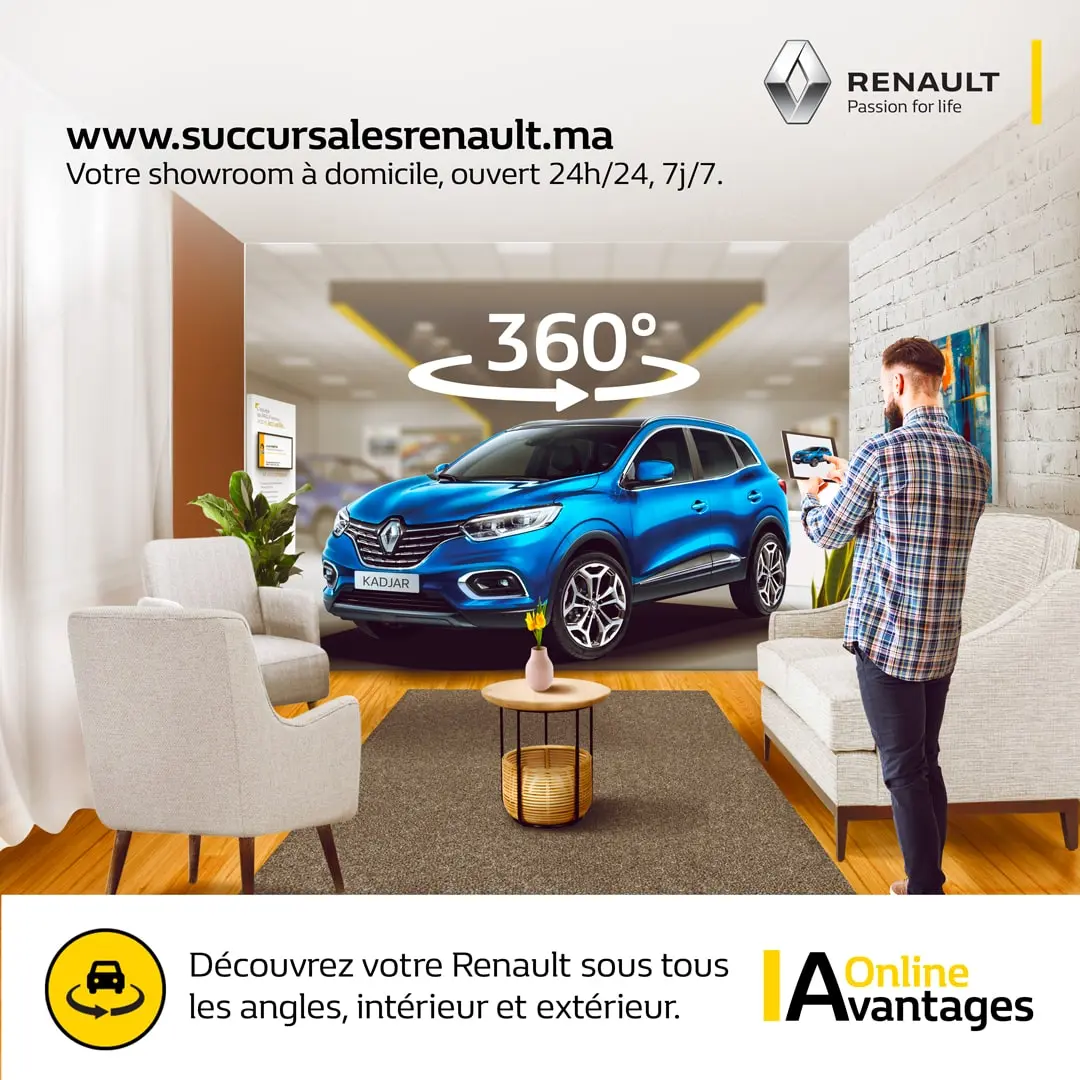 RENAULT
Passion for life
www.succursalesrenault.ma
Votre showroom à domicile, ouvert 24h/24, 7j/7.
360°
KADJAR
Découvrez votre Renault sous tous
les angles, intérieur et extérieur.
Online
Avantages